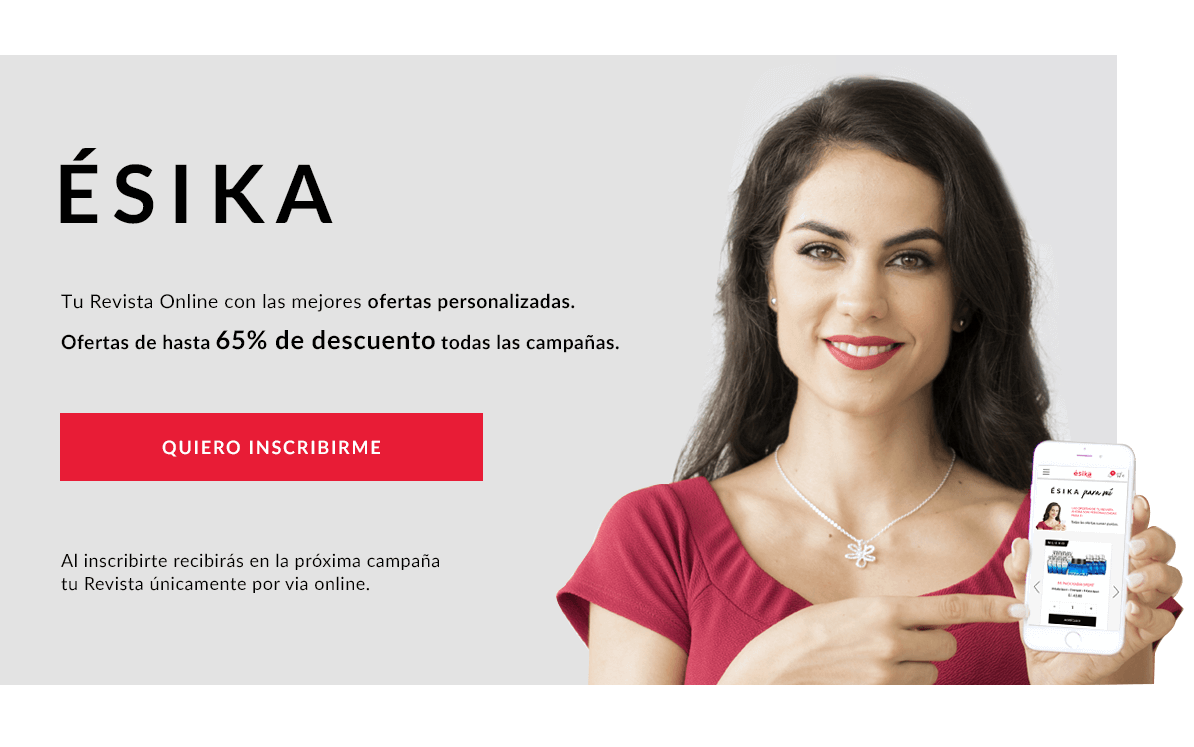 ÉSIKA
Tu Revista Online con las mejores ofertas personalizadas.
Ofertas de hasta 65% de descuento todas las campañas.
QUIERO INSCRIBIRME
Al inscribirte recibirás en la próxima campaña
tu Revista únicamente por via online.
ésika
ÉSIKA para mí